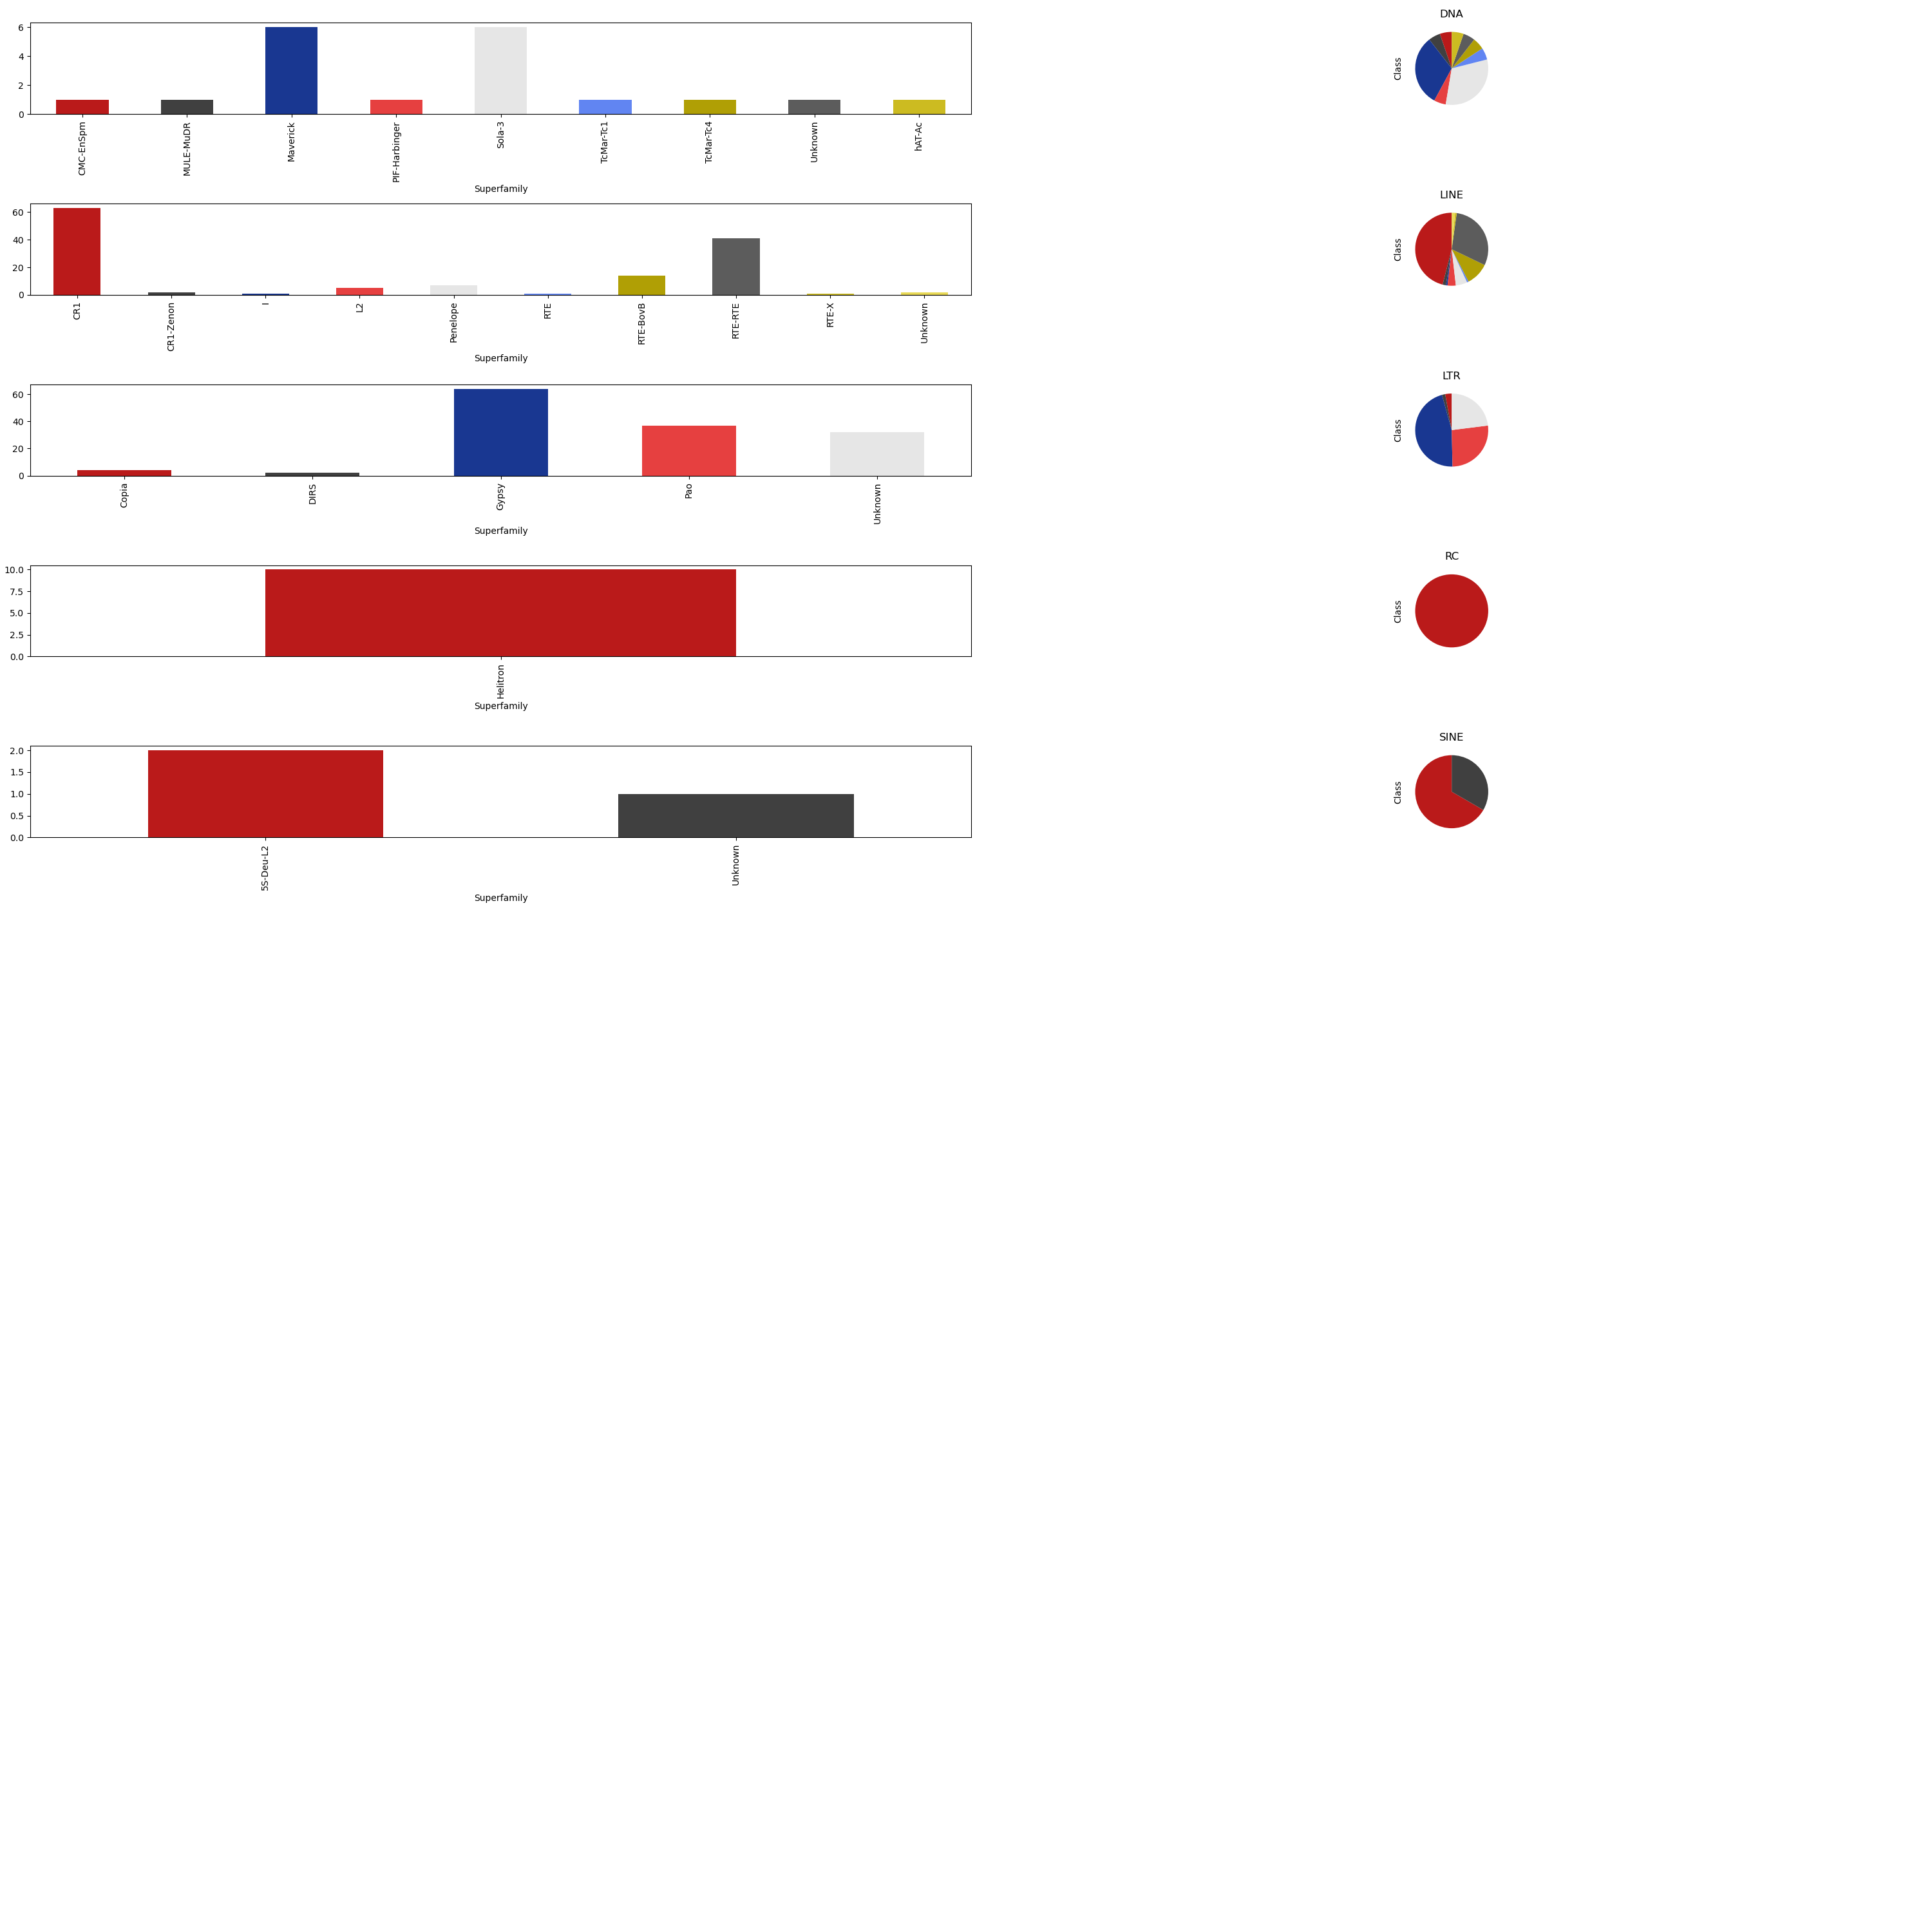 DNA
6
4
2
0
Class
CMC-EnSpm
MULE-MuDR
Maverick
PIF-Harbinger
Sola-3
TcMar-Tc1
TcMar-Tc4
Unknown
hAT-Ac
Superfamily
LINE
60
40
20
0
Class
CR1
CR1-Zenon
I
L2
Penelope
RTE
RTE-BovB
RTE-RTE
RTE-X
Unknown
Superfamily
LTR
60
40
20
0
Class
Copia
DIRS
Gypsy
Pao
Unknown
Superfamily
RC
10.0
7.5
5.0
2.5
0.0
Class
Helitron
Superfamily
SINE
2.0
1.5
1.0
0.5
0.0
Class
5S-Deu-L2
Unknown
Superfamily